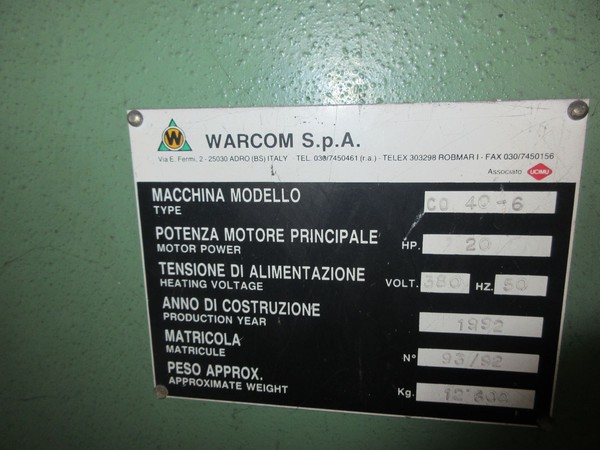 W
WARCOM S.p.A.
Via E. Fermi. 2 - 25030 ADRO (BS) ITALY TEL. 030/7450461 (r.a.) - TELEX 303298 ROBMAR I - FAX 030/7450156
Associato UCIMU
MACCHINA MODELLO CO 40-6
TYPE
POTENZA MOTORE PRINCIPALE HP. 20
MOTOR POWER
TENSIONE DI ALIMENTAZIONE VOLT. 380 HZ. 50
HEATING VOLTAGE
ANNO DI COSTRUZIONE 1992
PRODUCTION YEAR
MATRICOLA N° 93/92
MATRICULE
PESO APPROX. Kg.
APPROXIMATE WEIGHT